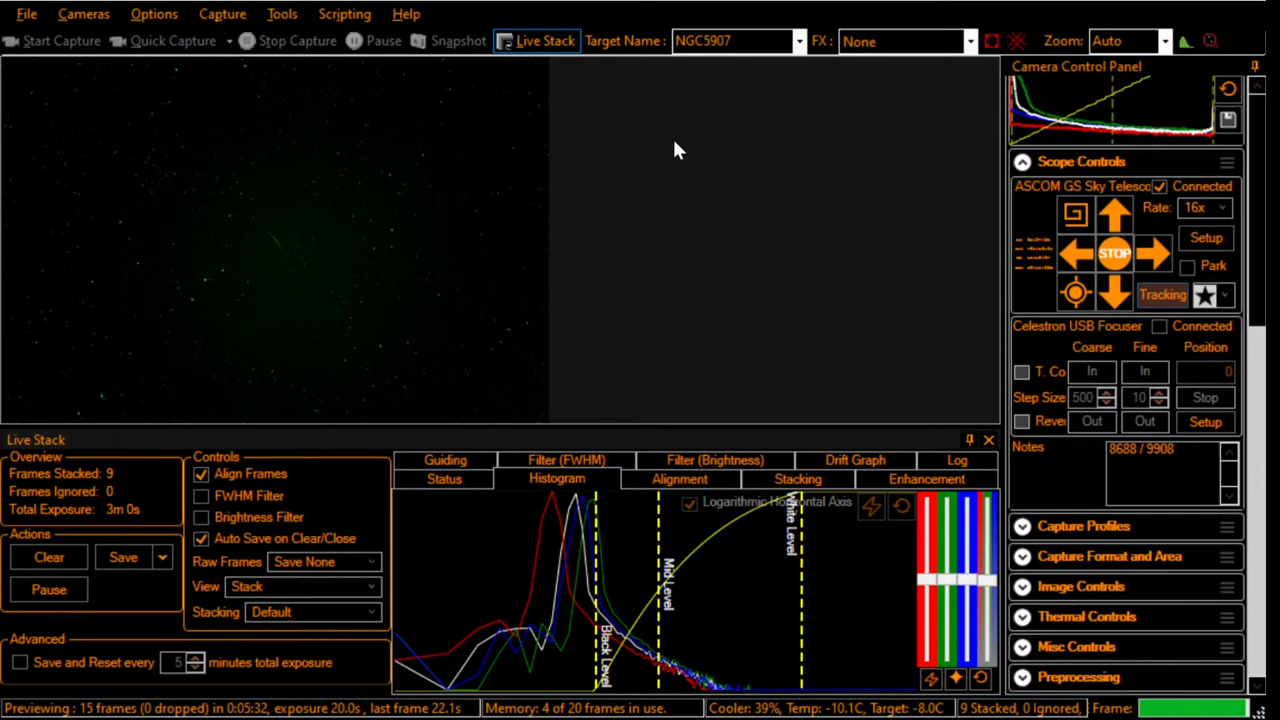 File Cameras Options Capture Tools Scripting Help
Start Capture Quick Capture Stop Capture Pause Snapshot Live Stack Target Name : NGC5907 FX : None Zoom: Auto
Camera Control Panel
Scope Controls
ASCOM GS Sky Telesco Connected
Rate: 16x
Setup
STOP
Park
Tracking
Celestron USB Focuser Connected
Coarse Fine Position
T. Co In In 0
Step Size 500 10 Stop
Reve Out Out Setup
Notes 8688 / 9908
Capture Profiles
Capture Format and Area
Image Controls
Thermal Controls
Misc Controls
Preprocessing
Live Stack
Overview
Frames Stacked: 9
Frames Ignored: 0
Total Exposure: 3m 0s
Actions
Clear Save
Pause
Controls
Align Frames
FWHM Filter
Brightness Filter
Auto Save on Clear/Close
Raw Frames Save None
View Stack
Stacking Default
Advanced
Save and Reset every 5 minutes total exposure
Guiding Filter (FWHM) Filter (Brightness) Drift Graph Log
Status Histogram Alignment Stacking Enhancement
Logarithmic Horizontal Axis
Black Level
Mid Level
White Level
Previewing : 15 frames (0 dropped) in 0:05:32, exposure 20.0s , last frame 22.1s Memory: 4 of 20 frames in use. Cooler: 39%, Temp: -10.1C, Target: -8.0C 9 Stacked, 0 Ignored, Frame: